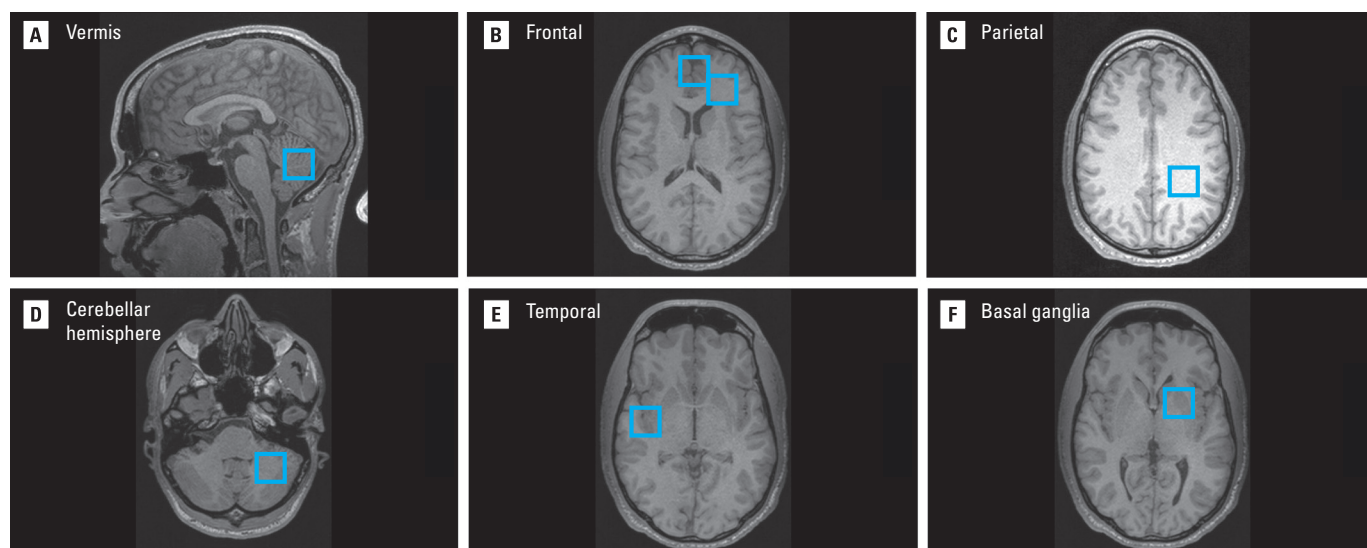 A Vermis
B Frontal
C Parietal
D Cerebellar
hemisphere
E Temporal
F Basal ganglia